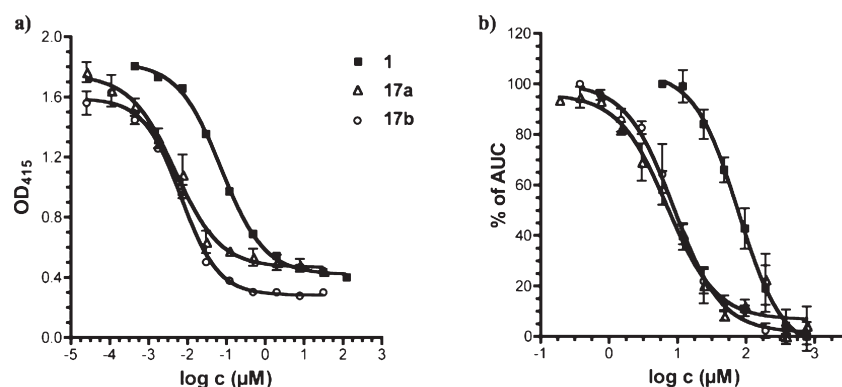 a)
2.0
1.6
1.2
0.8
0.4
0.0
OD415
-5 -4 -3 -2 -1 0 1 2 3
log c (µM)
1
17a
17b
b)
120
100
80
60
40
20
0
% of AUC
-1 0 1 2 3
log c (µM)